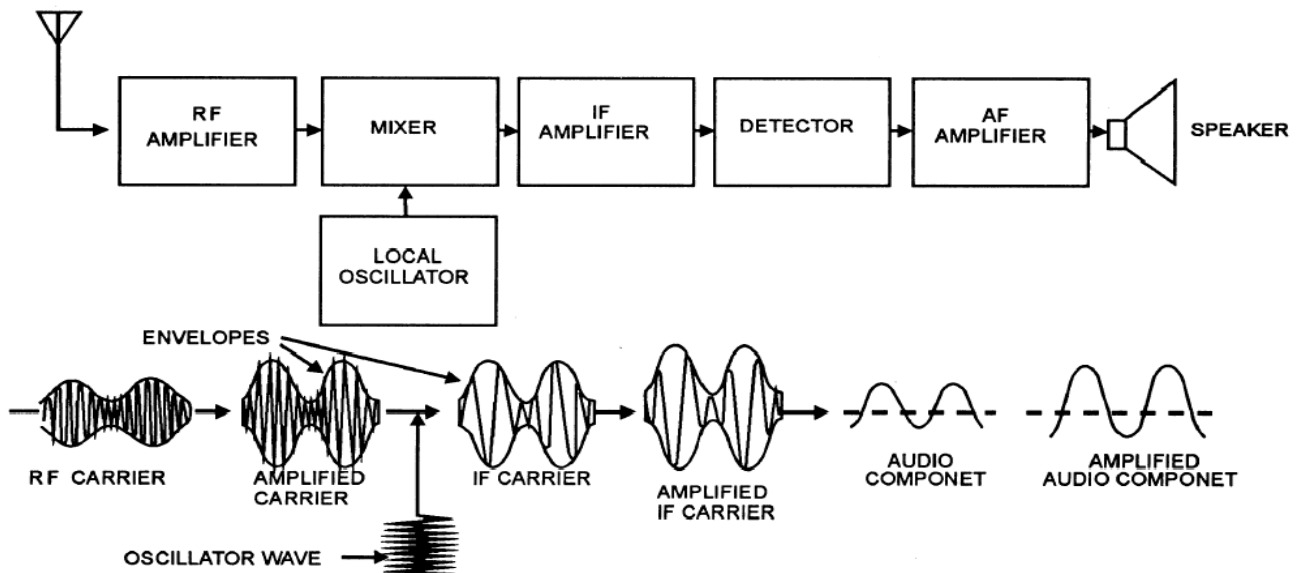 RF
AMPLIFIER
MIXER
IF
AMPLIFIER
DETECTOR
AF
AMPLIFIER
SPEAKER
LOCAL
OSCILLATOR
ENVELOPES
RF CARRIER
AMPLIFIED
CARRIER
IF CARRIER
AMPLIFIED
IF CARRIER
AUDIO
COMPONET
AMPLIFIED
AUDIO COMPONET
OSCILLATOR WAVE